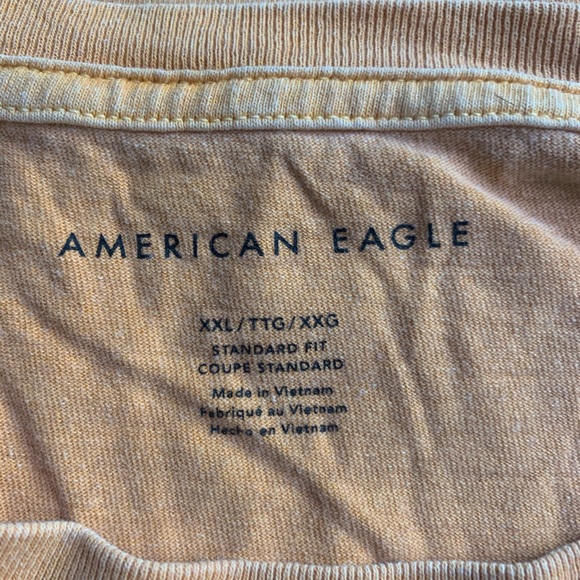 AMERICAN EAGLE
XXL/TTG/XXG
STANDARD FIT
COUPE STANDARD
Made in Vietnam
Fabriqué au Vietnam
Hecho en Vietnam